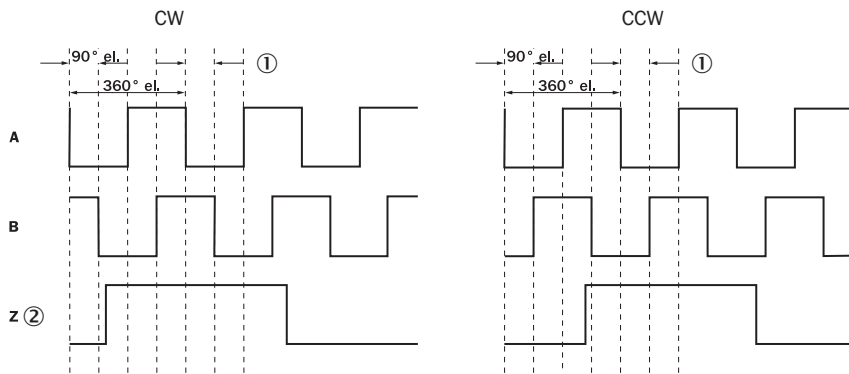 CW CCW
90° el. ① 90° el. ①
360° el. 360° el.
A
B
Z ②